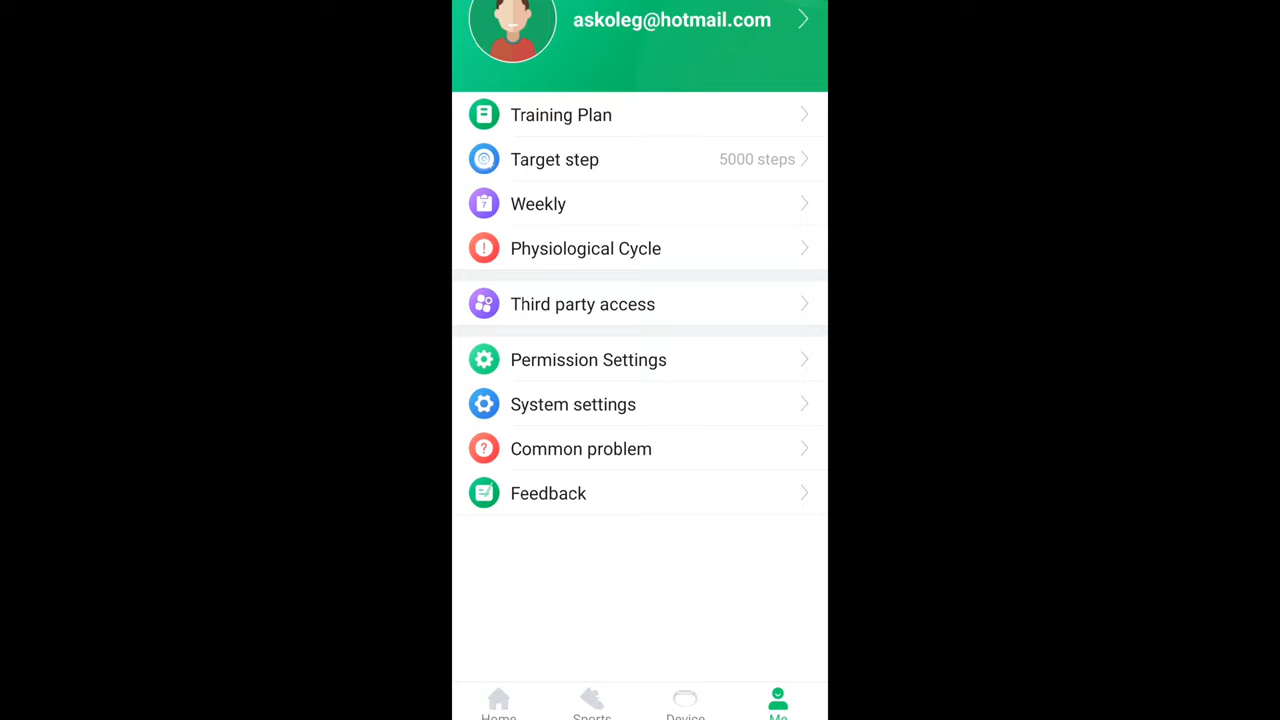 askoleg@hotmail.com
Training Plan
Target step 5000 steps
Weekly
7
Physiological Cycle
Third party access
Permission Settings
System settings
Common problem
Feedback
Home Sports Device Me